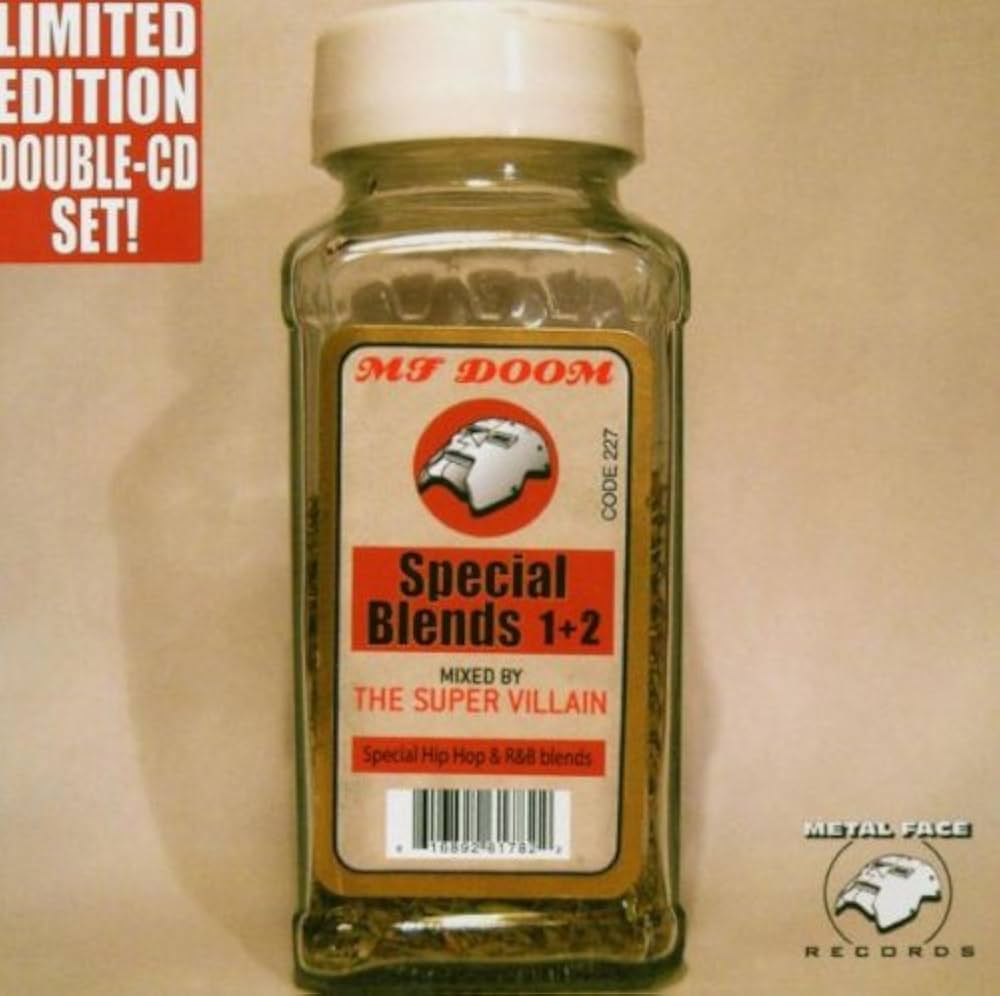 LIMITED
EDITION
DOUBLE-CD
SET!
MF DOOM
CODE 227
Special
Blends 1+2
MIXED BY
THE SUPER VILLAIN
Special Hip Hop & R&B blends
METAL FACE
RECORDS